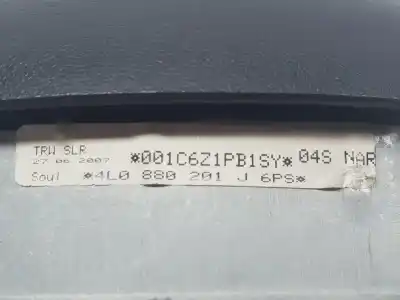 TRW SLR
27.06.2007 *001C6Z1PB1SY* 04S NAR
Soul *4L0 880 201 J 6PS*